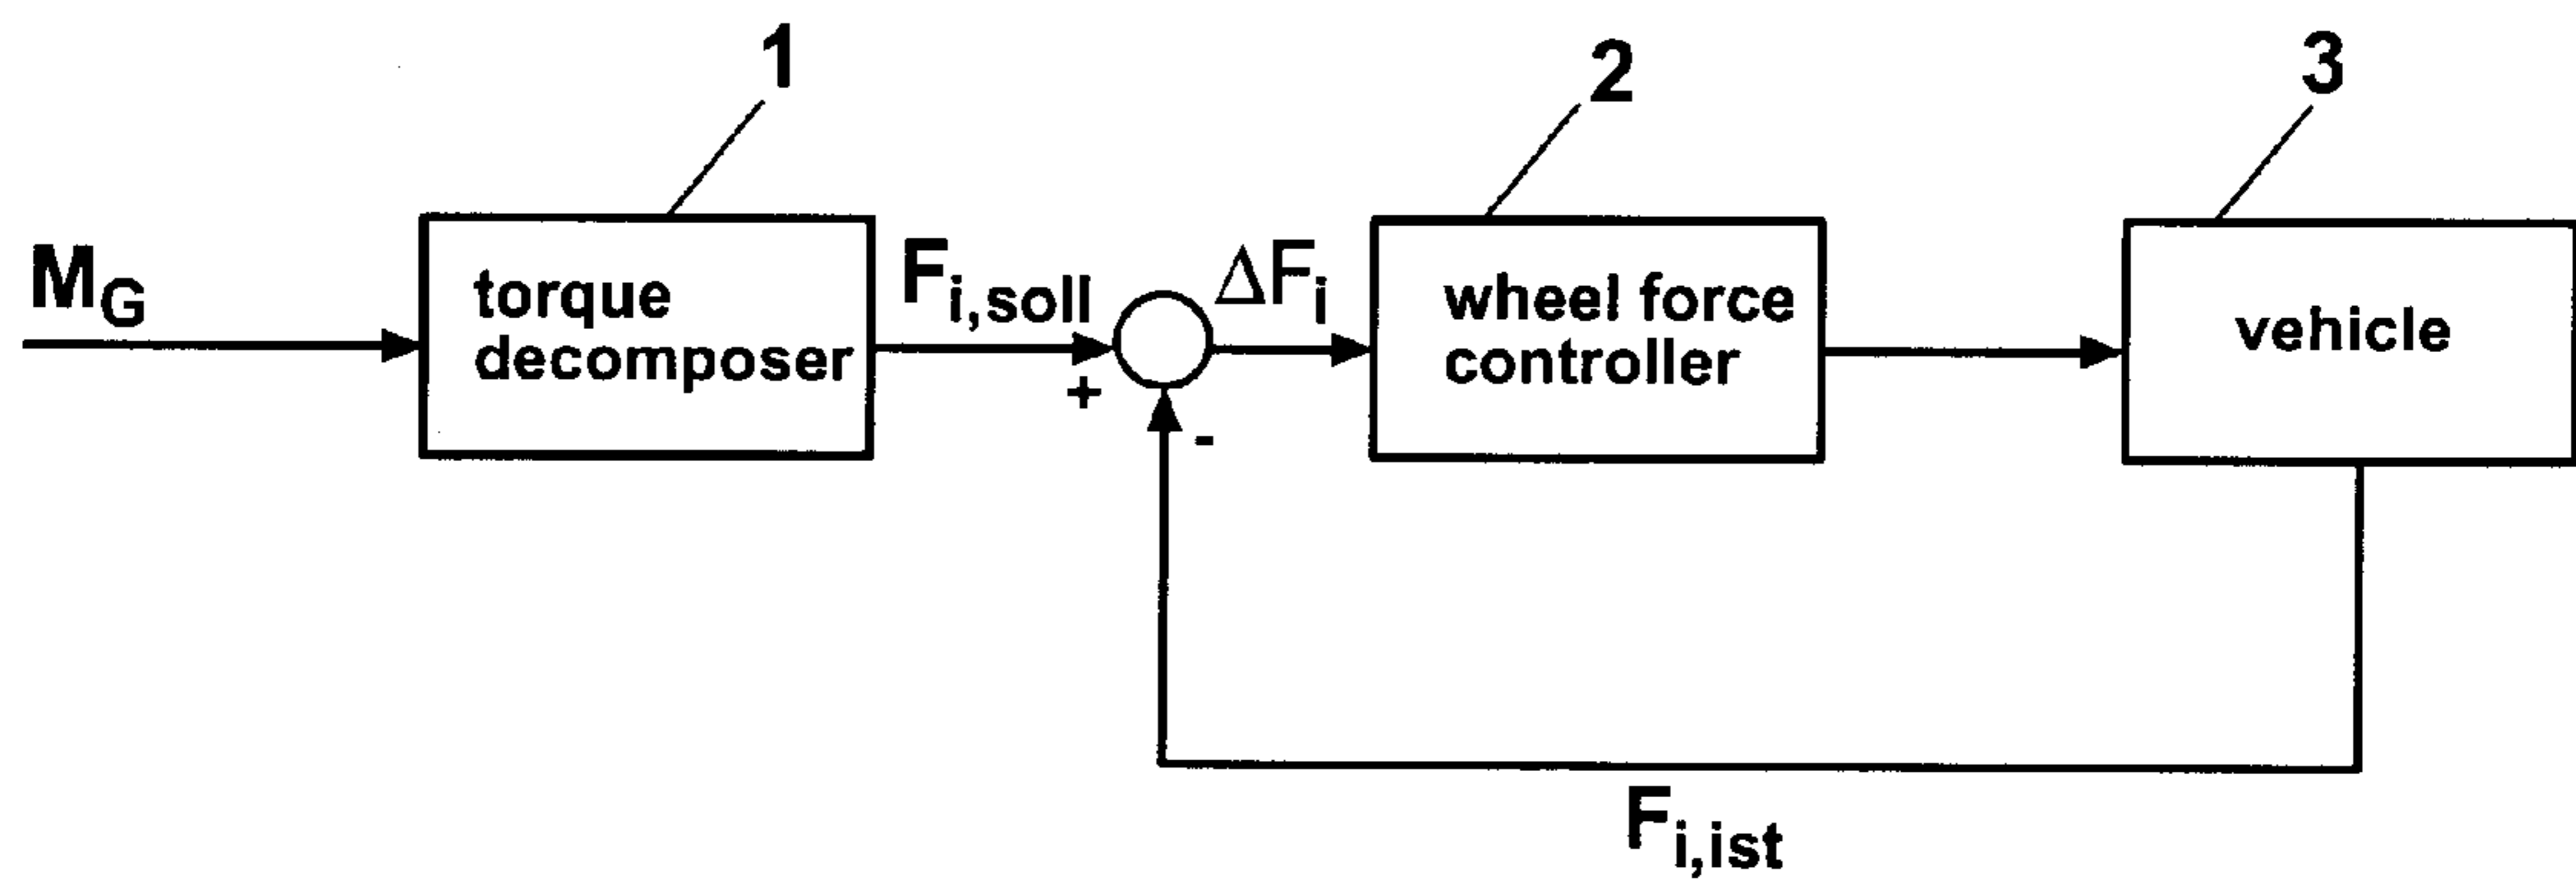 1
2
3
M_G
torque
decomposer
F_i,soll
+
-
ΔF_i
wheel force
controller
vehicle
F_i,ist